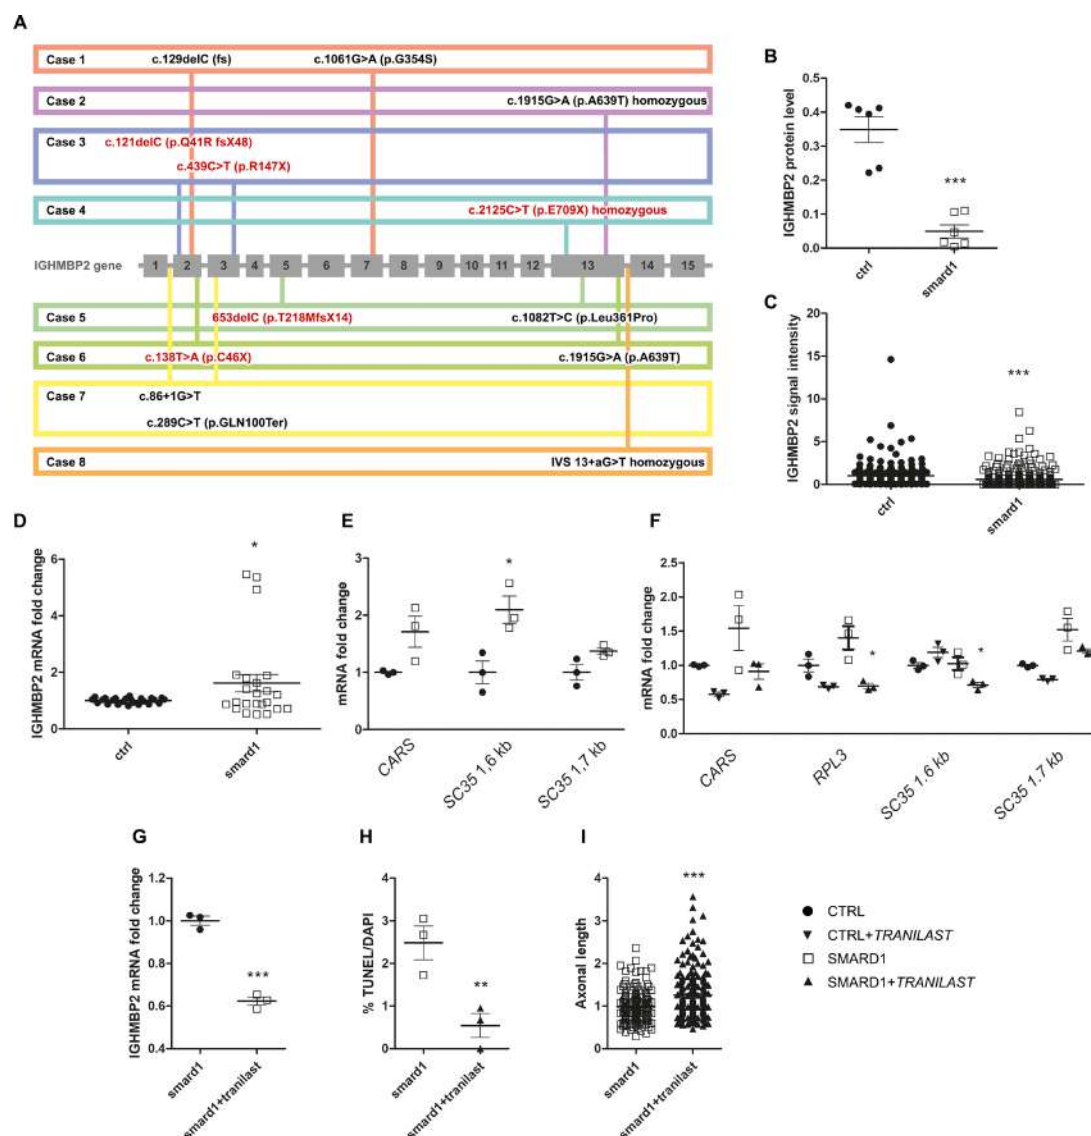 A
Case 1
c.129delC (fs)
c.1061G>A (p.G354S)
Case 2
c.1915G>A (p.A639T) homozygous
Case 3
c.121delC (p.Q41R fsX48)
c.439C>T (p.R147X)
Case 4
c.2125C>T (p.E709X) homozygous
IGHMBP2 gene
1 2 3 4 5 6 7 8 9 10 11 12 13 14 15
Case 5
653delC (p.T218MfsX14)
c.1082T>C (p.Leu361Pro)
Case 6
c.138T>A (p.C46X)
c.1915G>A (p.A639T)
Case 7
c.86+1G>T
c.289C>T (p.GLN100Ter)
Case 8
IVS 13+aG>T homozygous
B
IGHMBP2 protein level
0.5
0.4
0.3
0.2
0.1
0.0
***
ctrl
smard1
C
IGHMBP2 signal intensity
20
15
10
5
0
***
ctrl
smard1
D
IGHMBP2 mRNA fold change
6
4
2
0
*
ctrl
smard1
E
mRNA fold change
3
2
1
0
*
CARS
SC35 1,6 kb
SC35 1,7 kb
F
mRNA fold change
2.5
2.0
1.5
1.0
0.5
0.0
*
*
CARS
RPL3
SC35 1.6 kb
SC35 1.7 kb
G
IGHMBP2 mRNA fold change
1.2
1.0
0.8
0.6
0.4
***
smard1
smard1+tranilast
H
% TUNEL/DAPI
4
3
2
1
0
**
smard1
smard1+tranilast
I
Axonal length
4
3
2
1
0
***
smard1
smard1+tranilast
CTRL
CTRL+TRANILAST
SMARD1
SMARD1+TRANILAST